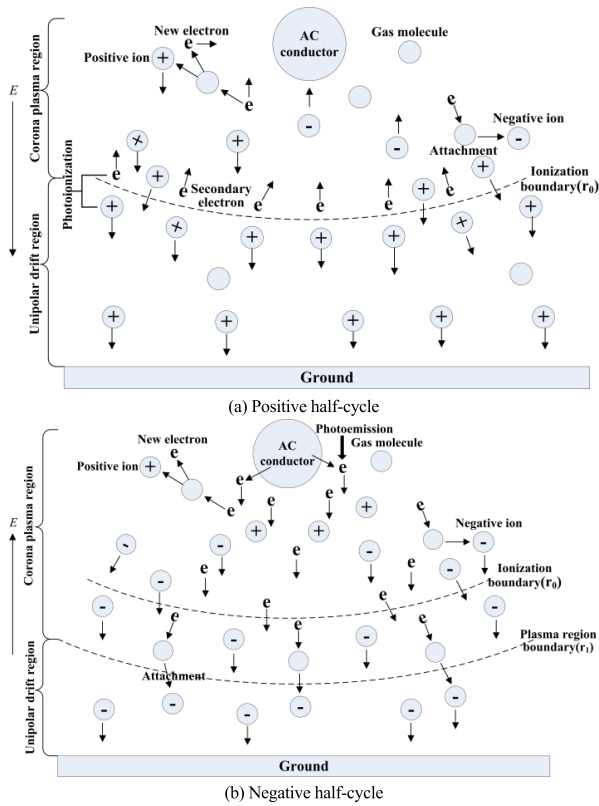 New electron
AC
conductor
Gas molecule
Positive ion
e
E
Corona plasma region
e
e
Negative ion
Attachment
Photoionization
e
e
Secondary
electron
e
e
e
e
Ionization
boundary(r₀)
Unipolar drift region
Ground
(a) Positive half-cycle
Photoemission
New electron
AC
conductor
Gas molecule
Positive ion
e
e
e
E
Corona plasma region
e
e
e
e
Negative ion
e
e
e
e
Ionization
boundary(r₀)
e
e
e
e
e
Plasma region
boundary(r₁)
Attachment
Unipolar drift region
Ground
(b) Negative half-cycle